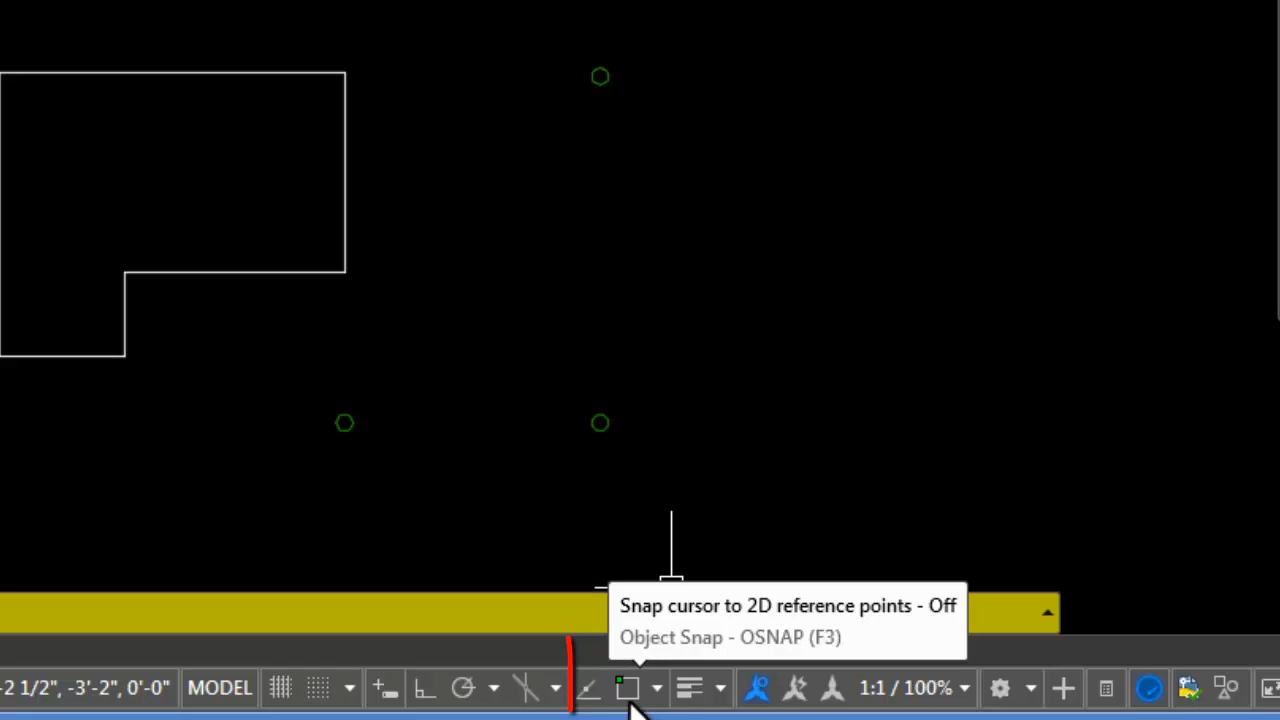 Snap cursor to 2D reference points - Off
Object Snap - OSNAP (F3)
-2 1/2", -3'-2", 0'-0" MODEL 1:1 / 100%